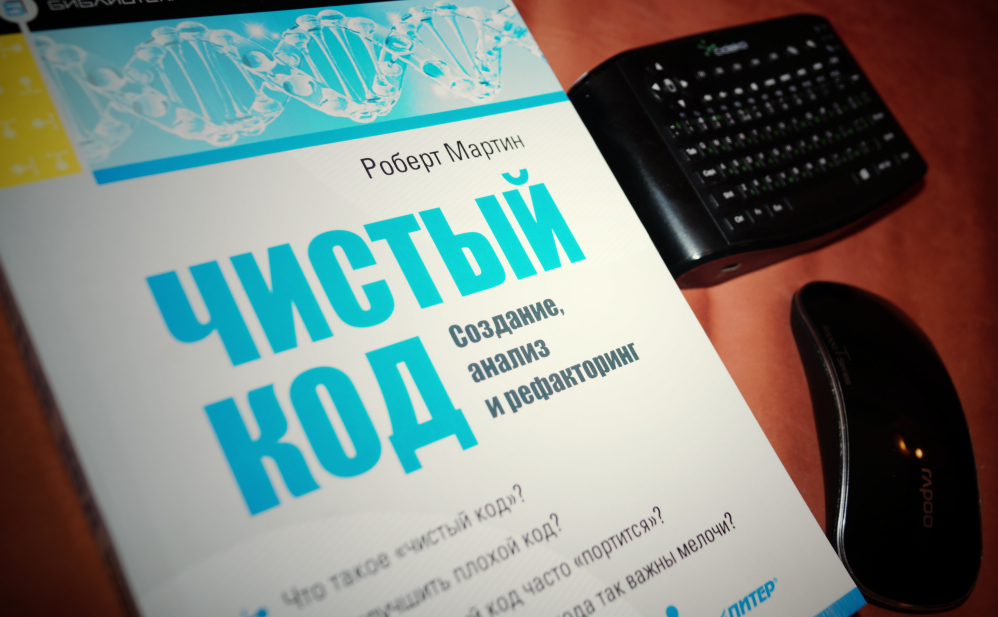 Роберт Мартин
ЧИСТЫЙ
КОД
Создание,
анализ
и рефакторинг
Что такое «чистый код»?
плохой код?
код часто «портится»?
так важны мелочи?
ПИТЕР®
rapoo